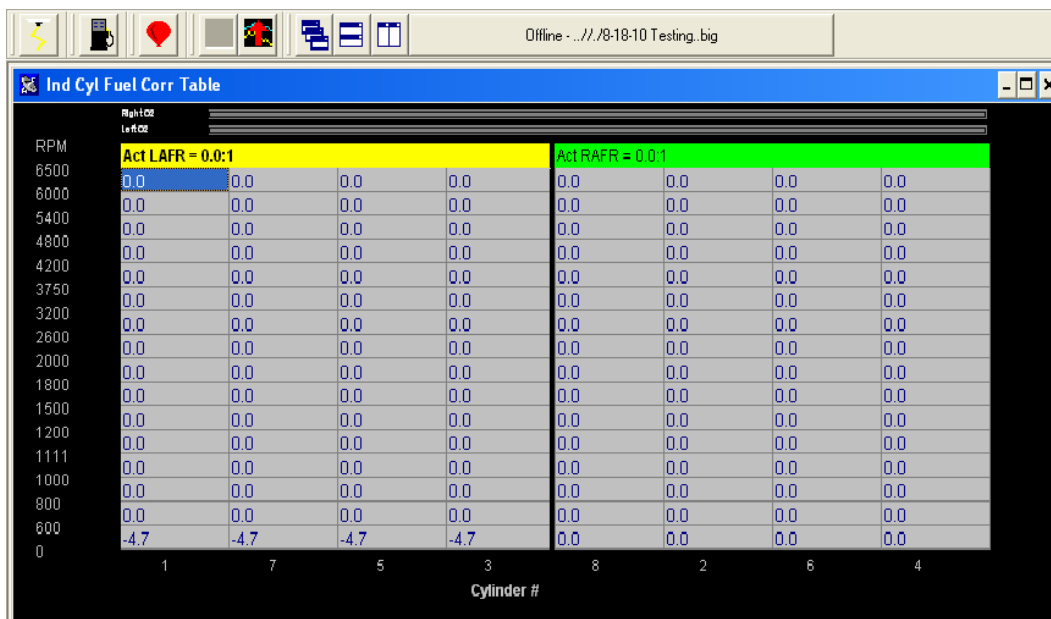 Offline - ..//./8-18-10 Testing..big
Ind Cyl Fuel Corr Table
Right O2
Left O2
RPM
Act LAFR = 0.0:1 Act RAFR = 0.0:1
6500
0.0 0.0 0.0 0.0 0.0 0.0 0.0 0.0
6000
0.0 0.0 0.0 0.0 0.0 0.0 0.0 0.0
5400
0.0 0.0 0.0 0.0 0.0 0.0 0.0 0.0
4800
0.0 0.0 0.0 0.0 0.0 0.0 0.0 0.0
4200
0.0 0.0 0.0 0.0 0.0 0.0 0.0 0.0
3750
0.0 0.0 0.0 0.0 0.0 0.0 0.0 0.0
3200
0.0 0.0 0.0 0.0 0.0 0.0 0.0 0.0
2600
0.0 0.0 0.0 0.0 0.0 0.0 0.0 0.0
2000
0.0 0.0 0.0 0.0 0.0 0.0 0.0 0.0
1800
0.0 0.0 0.0 0.0 0.0 0.0 0.0 0.0
1500
0.0 0.0 0.0 0.0 0.0 0.0 0.0 0.0
1200
0.0 0.0 0.0 0.0 0.0 0.0 0.0 0.0
1111
0.0 0.0 0.0 0.0 0.0 0.0 0.0 0.0
1000
0.0 0.0 0.0 0.0 0.0 0.0 0.0 0.0
800
0.0 0.0 0.0 0.0 0.0 0.0 0.0 0.0
600
-4.7 -4.7 -4.7 -4.7 0.0 0.0 0.0 0.0
0
1 7 5 3 8 2 6 4
Cylinder #